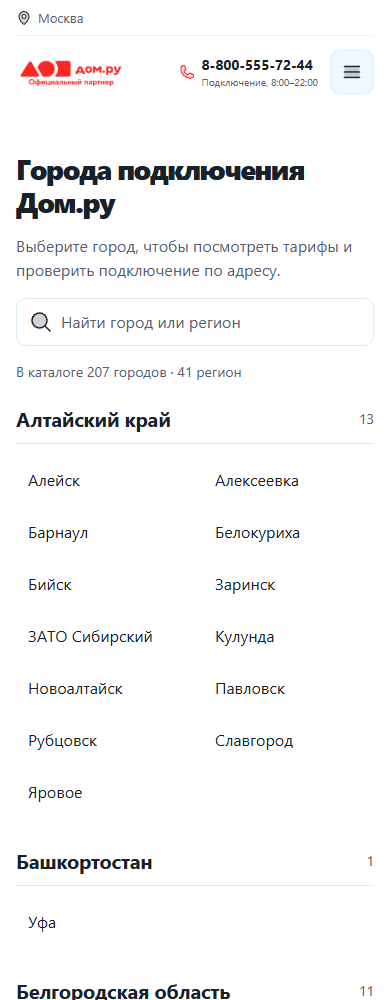 Москва
дом.ру
Официальный партнер
8-800-555-72-44
Подключение, 8:00–22:00
Города подключения
Дом.ру
Выберите город, чтобы посмотреть тарифы и
проверить подключение по адресу.
Найти город или регион
В каталоге 207 городов · 41 регион
Алтайский край 13
Алейск Алексеевка
Барнаул Белокуриха
Бийск Заринск
ЗАТО Сибирский Кулунда
Новоалтайск Павловск
Рубцовск Славгород
Яровое
Башкортостан 1
Уфа
Белгородская область 11